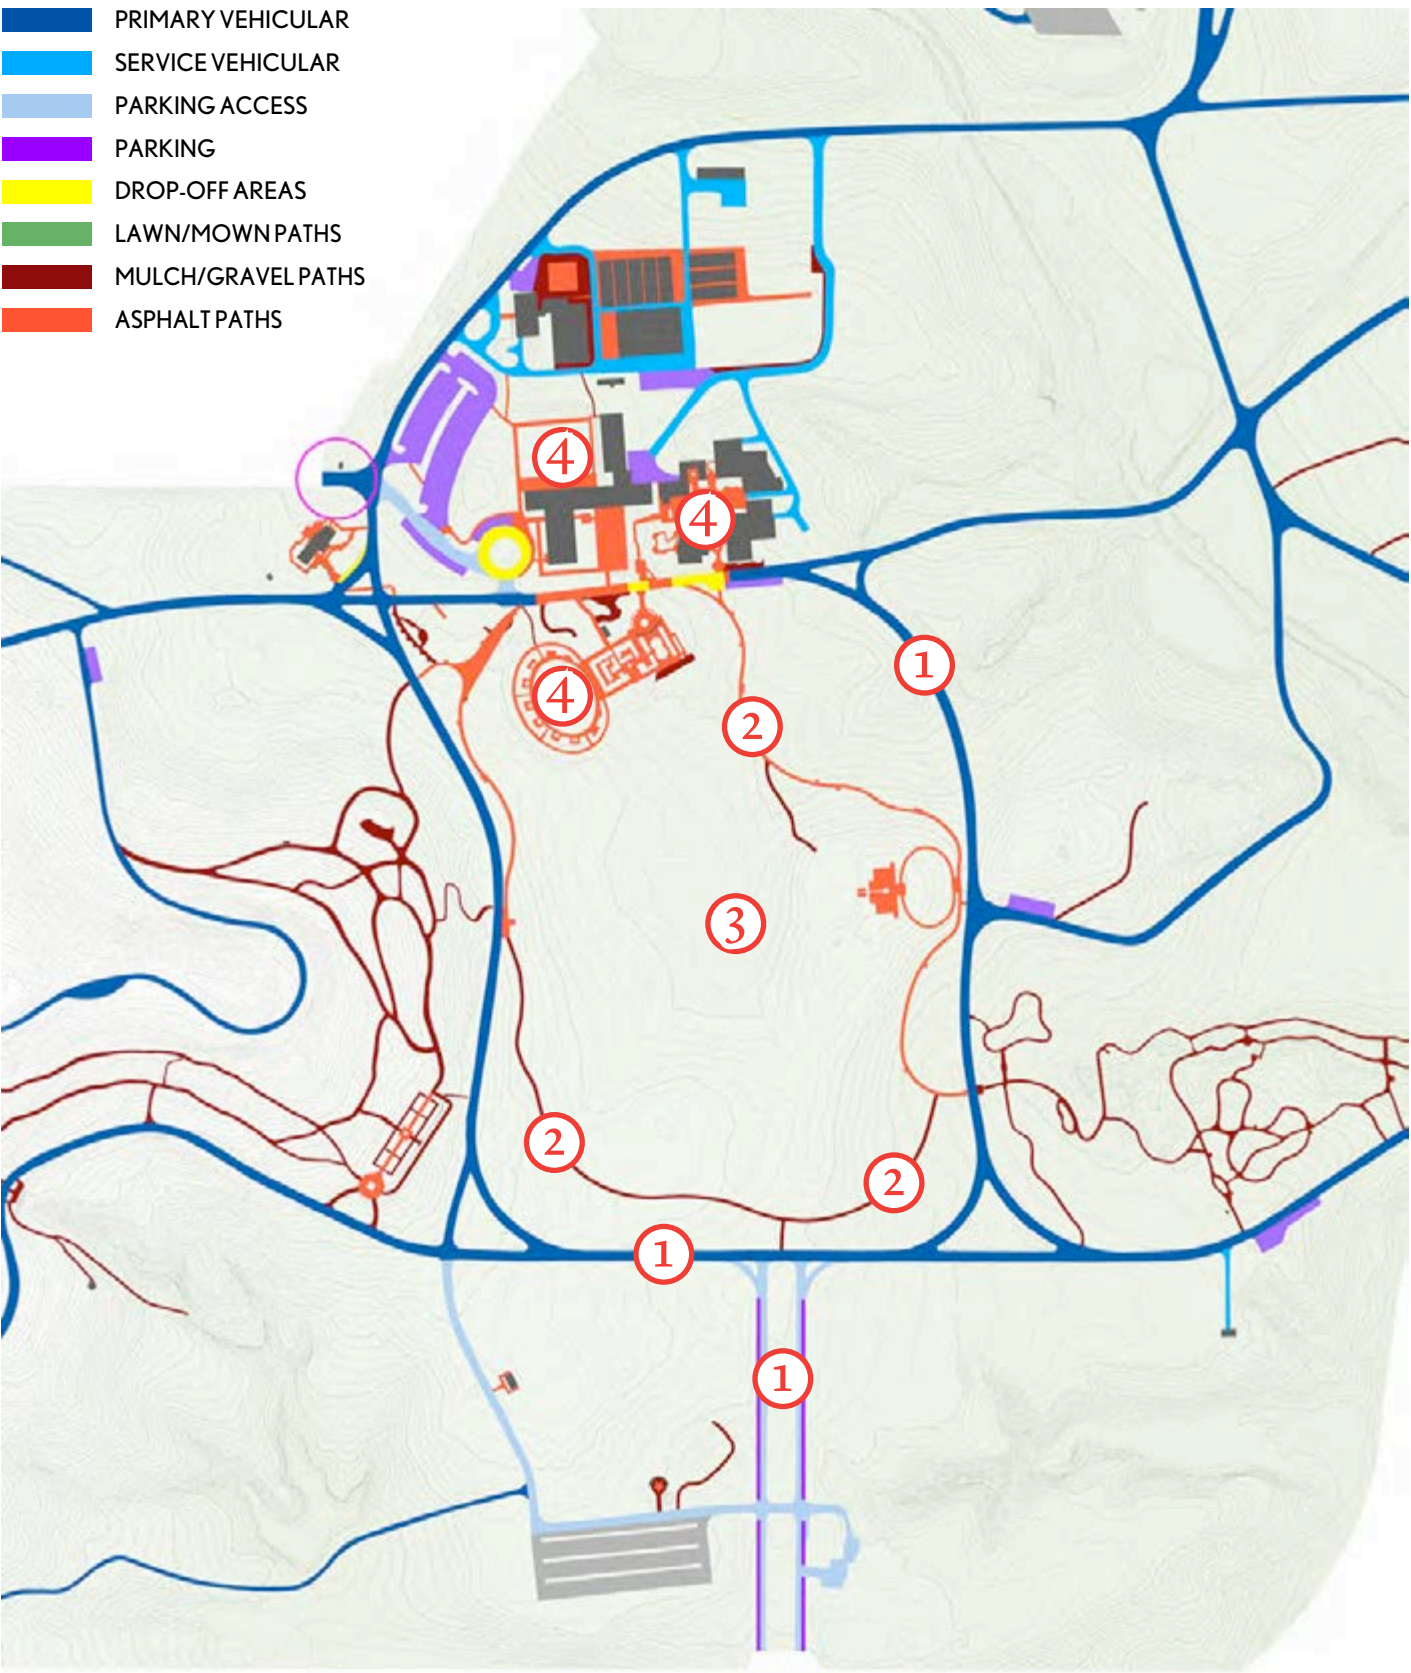 PRIMARY VEHICULAR
SERVICE VEHICULAR
PARKING ACCESS
PARKING
DROP-OFF AREAS
LAWN/MOWN PATHS
MULCH/GRAVEL PATHS
ASPHALT PATHS
4
4
1
4
2
3
2
2
1
1